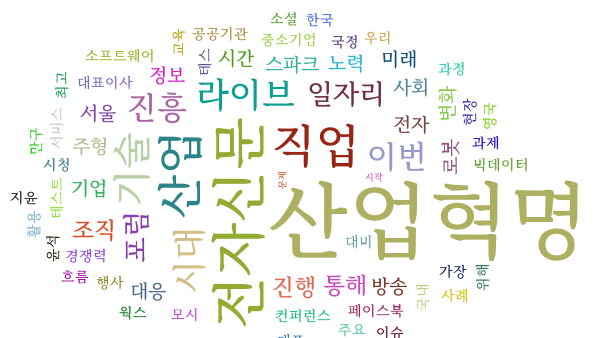 소셜 한국
교육 공공기관 중소기업 국정 우리
소프트웨어 테스 시간 스파크 노력 미래 과정
최고 대표이사 정보 라이브 일자리 사회 변화 현장 영국
만구 서비스 서울 진흥 전자
시청 주형 기술 산업 전자신문 직업 이번 로봇 과제 빅데이터
지윤 활용 테스트 기업 문제 시작 산업혁명
윤석 조직 포럼 시대 대비
경쟁력
흐름 행사 대응 진행 통해 방송 국내 가장 사례 위해
웍스 모시 컨퍼런스 페이스북
주요 이슈